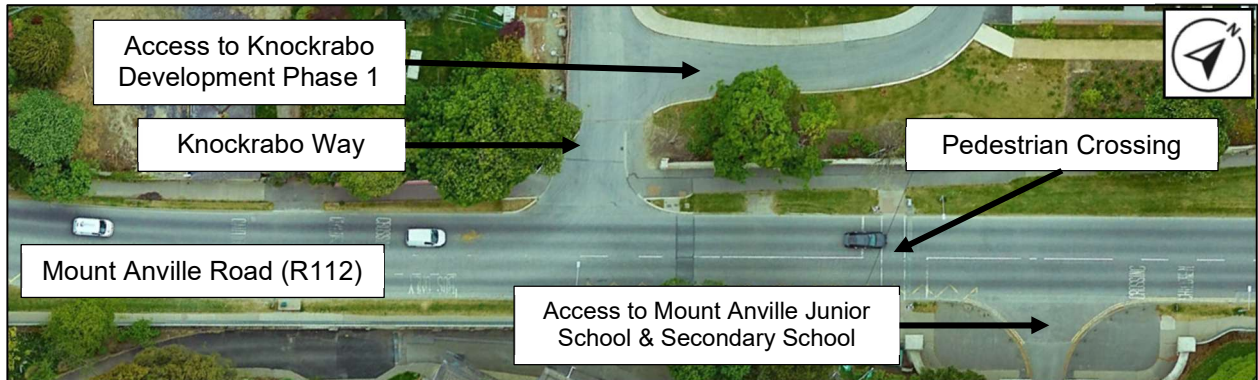 Access to Knockrabo
Development Phase 1
N
Knockrabo Way
Pedestrian Crossing
Mount Anville Road (R112)
Access to Mount Anville Junior
School & Secondary School